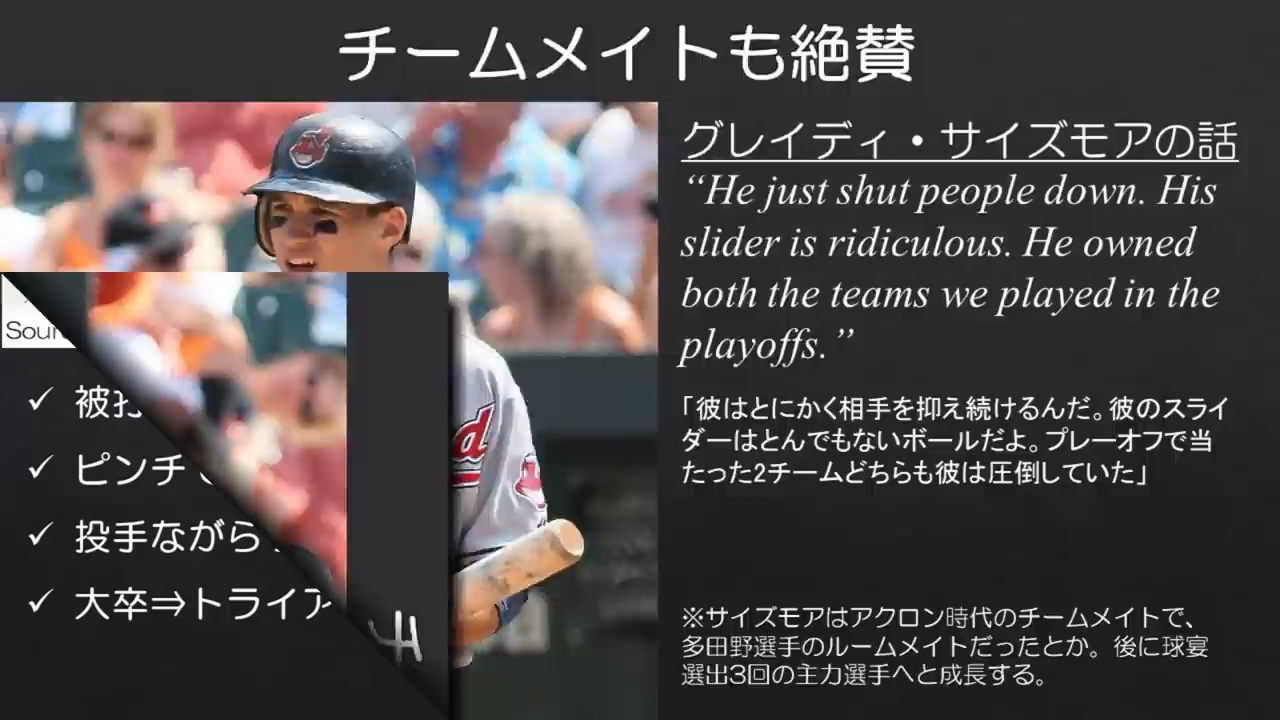 チームメイトも絶賛
グレイディ・サイズモアの話
“He just shut people down. His
slider is ridiculous. He owned
both the teams we played in the
playoffs.”
「彼はとにかく相手を抑え続けるんだ。彼のスライ
ダーはとんでもないボールだよ。プレーオフで当
たった2チームどちらも彼は圧倒していた」
※サイズモアはアクロン時代のチームメイトで、
多田野選手のルームメイトだったとか。後に球宴
選出3回の主力選手へと成長する。
✓ 被
✓ ピンチ
✓ 投手ながら
✓ 大卒⇒トライア
d